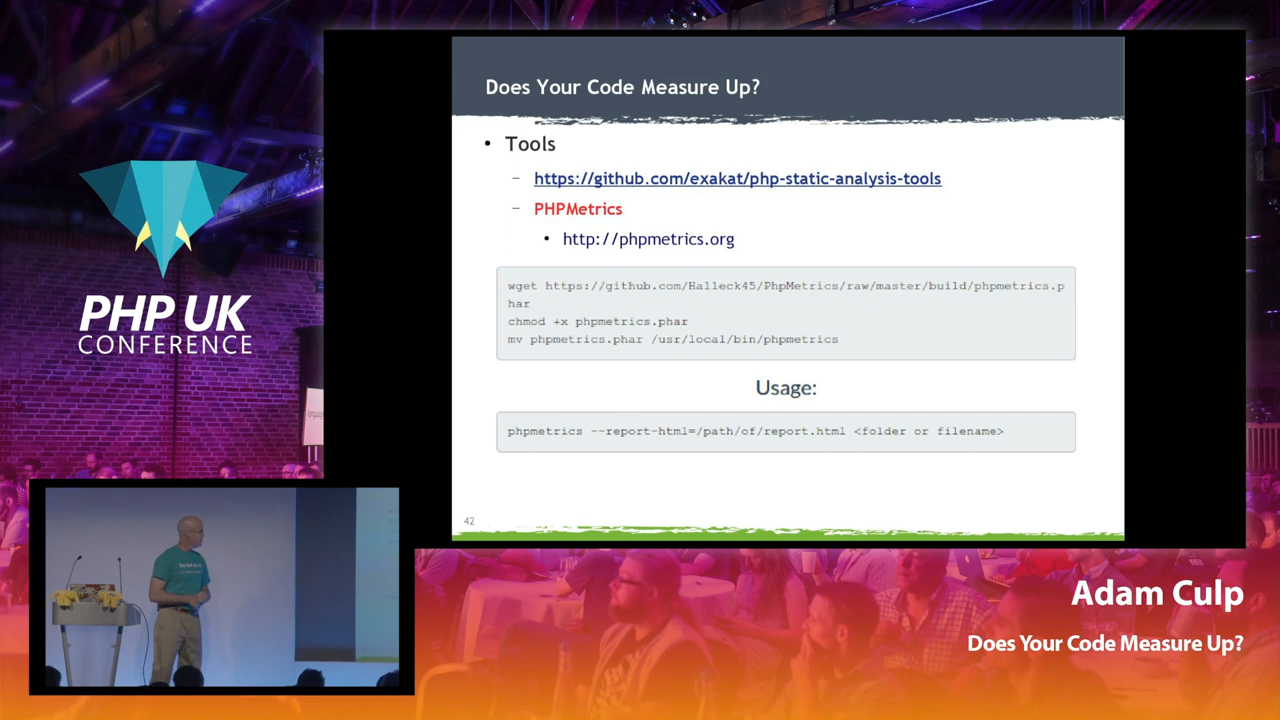 Does Your Code Measure Up?
• Tools
– https://github.com/exakat/php-static-analysis-tools
– PHPMetrics
• http://phpmetrics.org
wget https://github.com/Halleck45/PhpMetrics/raw/master/build/phpmetrics.p
har
chmod +x phpmetrics.phar
mv phpmetrics.phar /usr/local/bin/phpmetrics
Usage:
phpmetrics --report-html=/path/of/report.html <folder or filename>
42
PHP UK
CONFERENCE
Adam Culp
Does Your Code Measure Up?